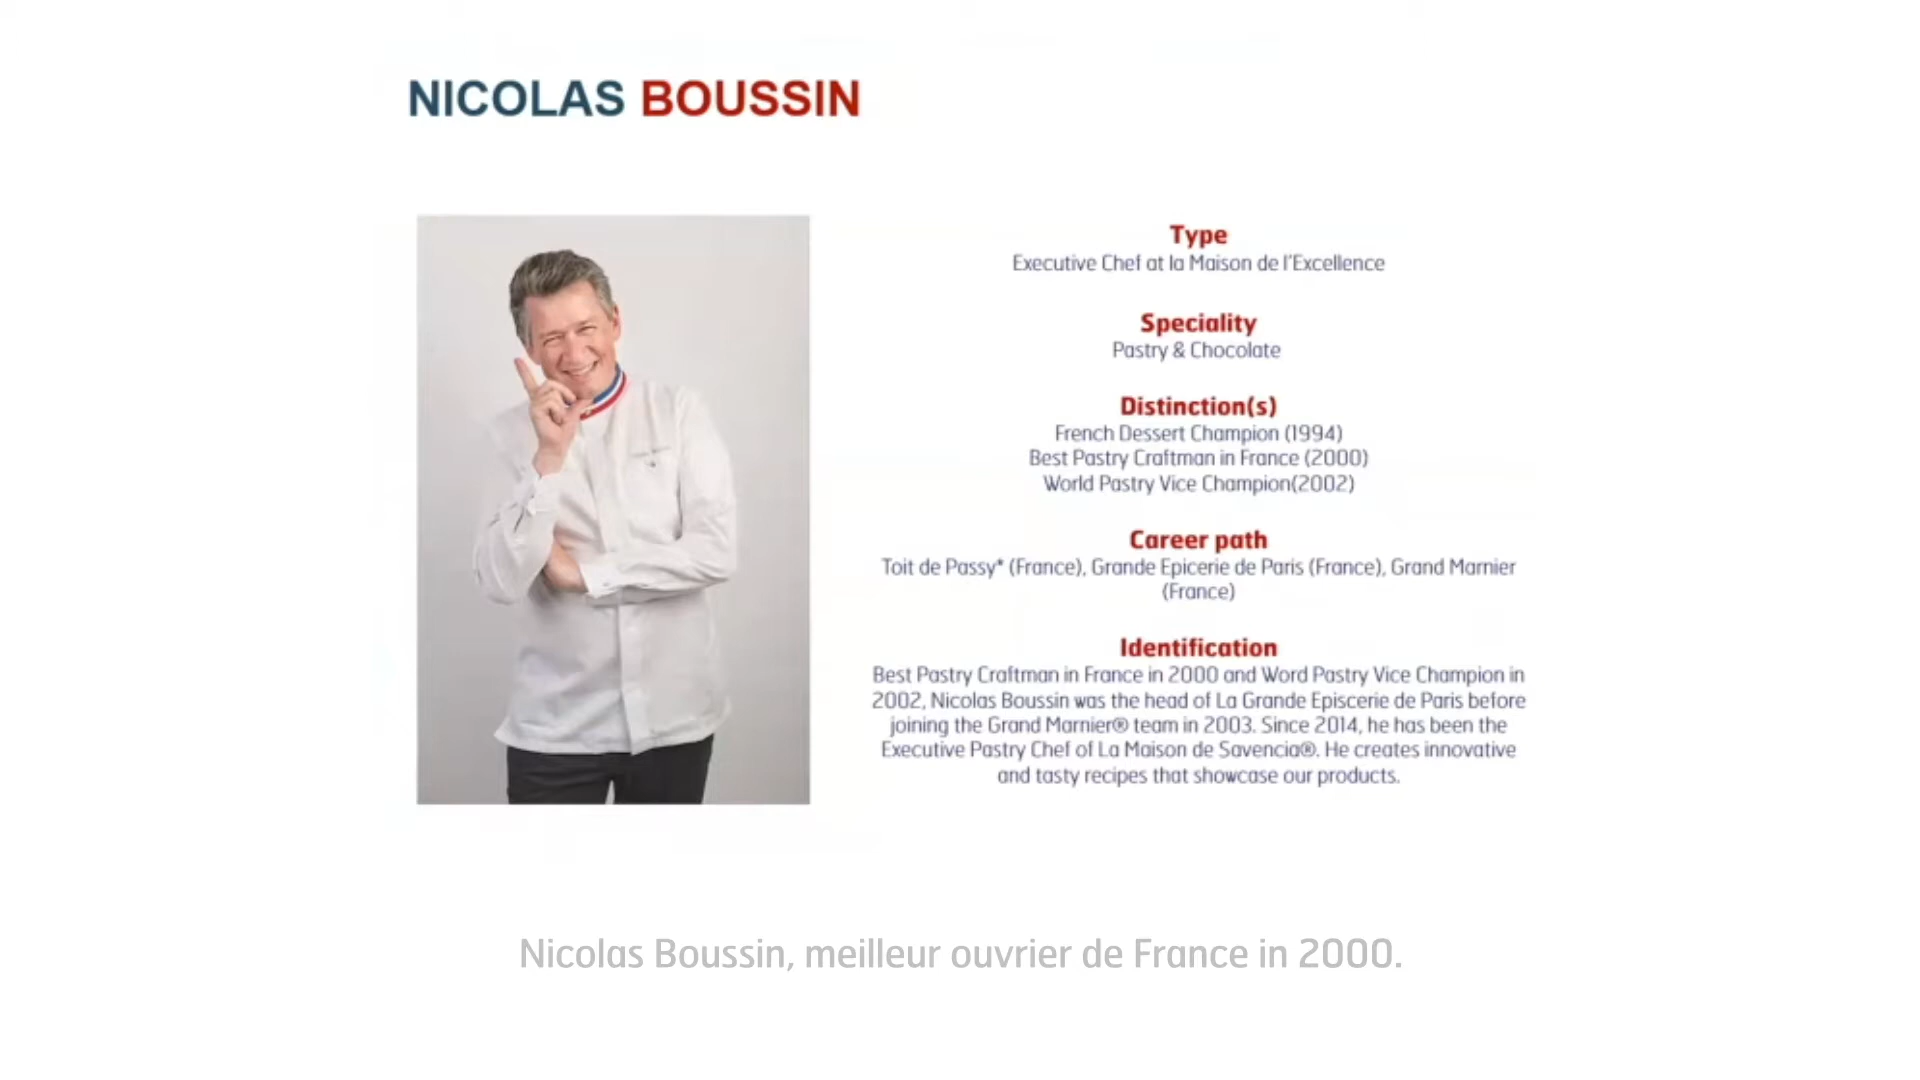 NICOLAS BOUSSIN
Type
Executive Chef at la Maison de l'Excellence
Speciality
Pastry & Chocolate
Distinction(s)
French Dessert Champion (1994)
Best Pastry Craftman in France (2000)
World Pastry Vice Champion(2002)
Career path
Toit de Passy* (France), Grande Epicerie de Paris (France), Grand Marnier
(France)
Identification
Best Pastry Craftman in France in 2000 and Word Pastry Vice Champion in
2002, Nicolas Boussin was the head of La Grande Episcerie de Paris before
joining the Grand Marnier® team in 2003. Since 2014, he has been the
Executive Pastry Chef of La Maison de Savencia®. He creates innovative
and tasty recipes that showcase our products.
Nicolas Boussin, meilleur ouvrier de France in 2000.